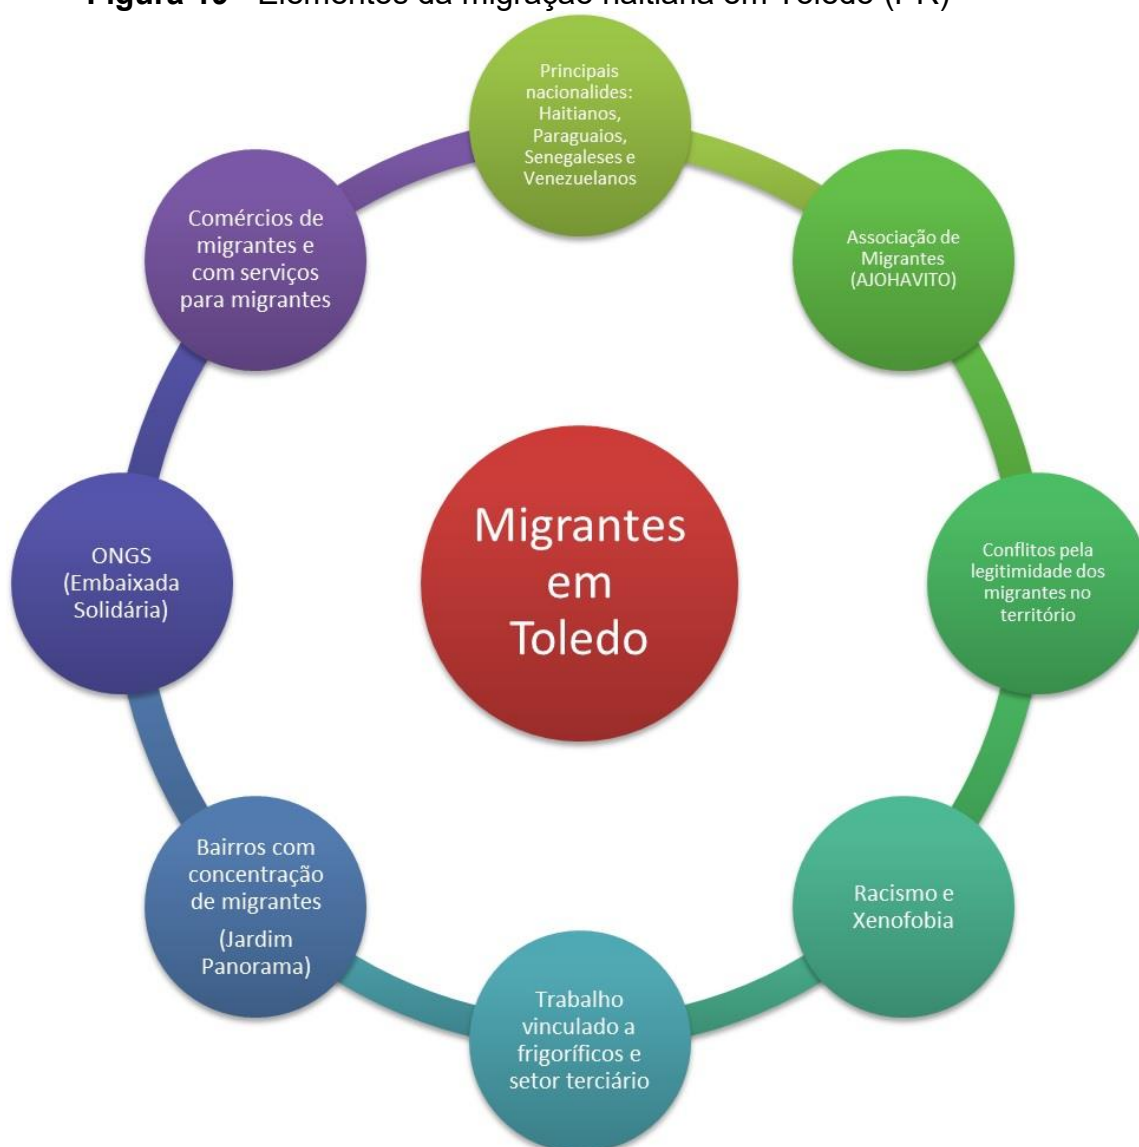 Figura 19 - Elementos da migração haitiana em Toledo (PR)
Principais
nacionalides:
Haitianos,
Paraguaios,
Senegaleses e
Venezuelanos
Associação de
Migrantes
(AJOHAVITO)
Conflitos pela
legitimidade dos
migrantes no
território
Racismo e
Xenofobia
Trabalho
vinculado a
frigoríficos e
setor terciário
Bairros com
concentração
de migrantes
(Jardim
Panorama)
ONGS
(Embaixada
Solidária)
Comércios de
migrantes e
com serviços
para migrantes
Migrantes
em
Toledo